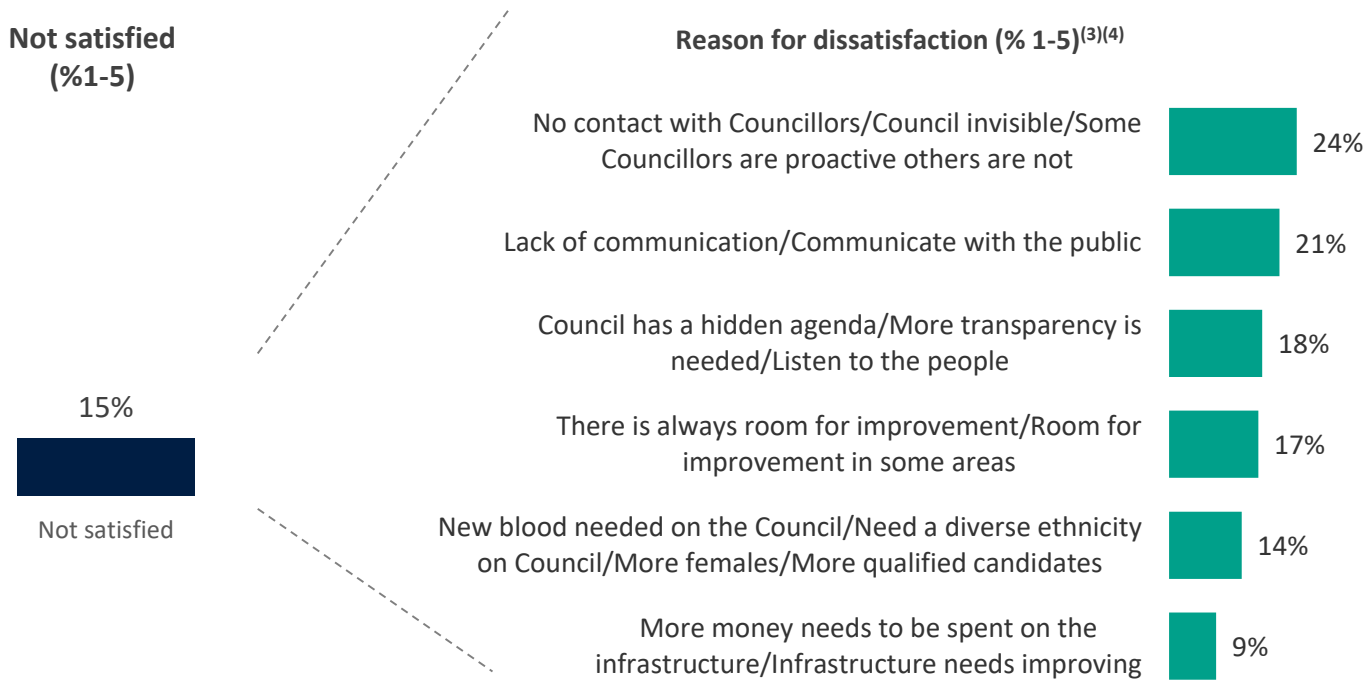 Not satisfied
(%1-5)
15%
Not satisfied
Reason for dissatisfaction (% 1-5)(3)(4)
No contact with Councillors/Council invisible/Some
Councillors are proactive others are not
24%
Lack of communication/Communicate with the public
21%
Council has a hidden agenda/More transparency is
needed/Listen to the people
18%
There is always room for improvement/Room for
improvement in some areas
17%
New blood needed on the Council/Need a diverse ethnicity
on Council/More females/More qualified candidates
14%
More money needs to be spent on the
infrastructure/Infrastructure needs improving
9%